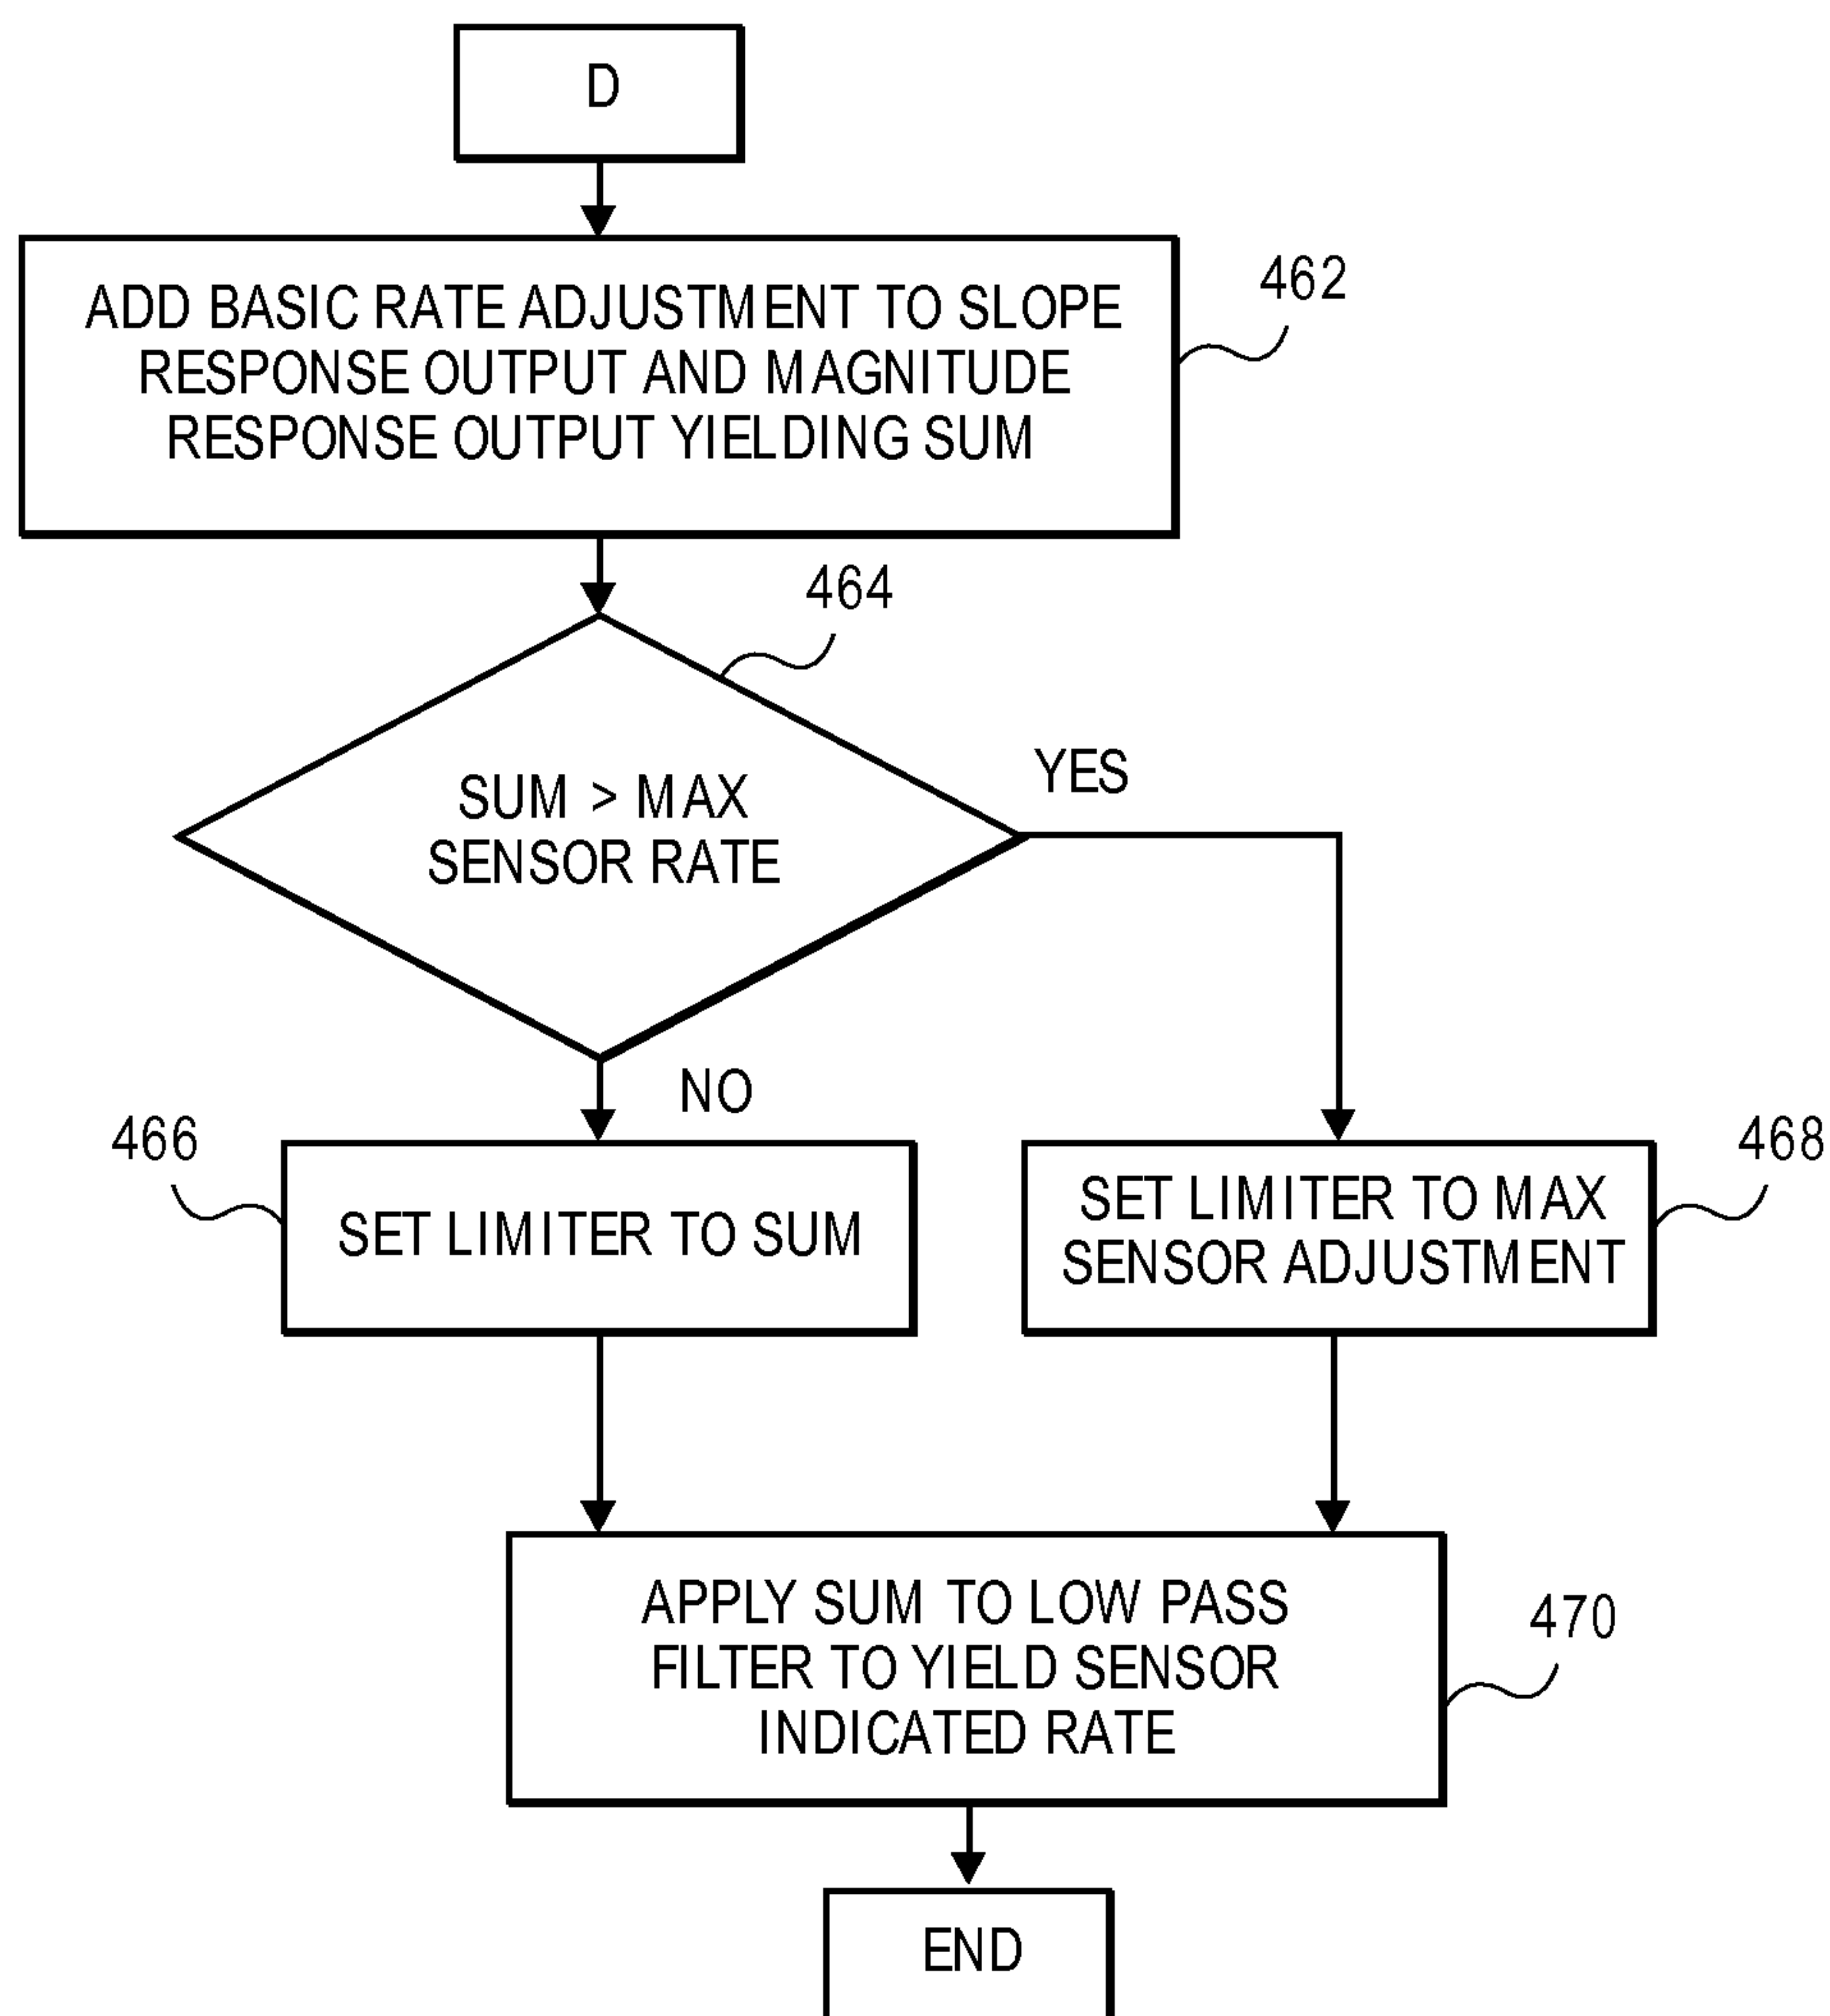 D
ADD BASIC RATE ADJUSTMENT TO SLOPE
RESPONSE OUTPUT AND MAGNITUDE
RESPONSE OUTPUT YIELDING SUM
462
464
SUM > MAX
SENSOR RATE
YES
NO
466
SET LIMITER TO SUM
468
SET LIMITER TO MAX
SENSOR ADJUSTMENT
APPLY SUM TO LOW PASS
FILTER TO YIELD SENSOR
INDICATED RATE
470
END